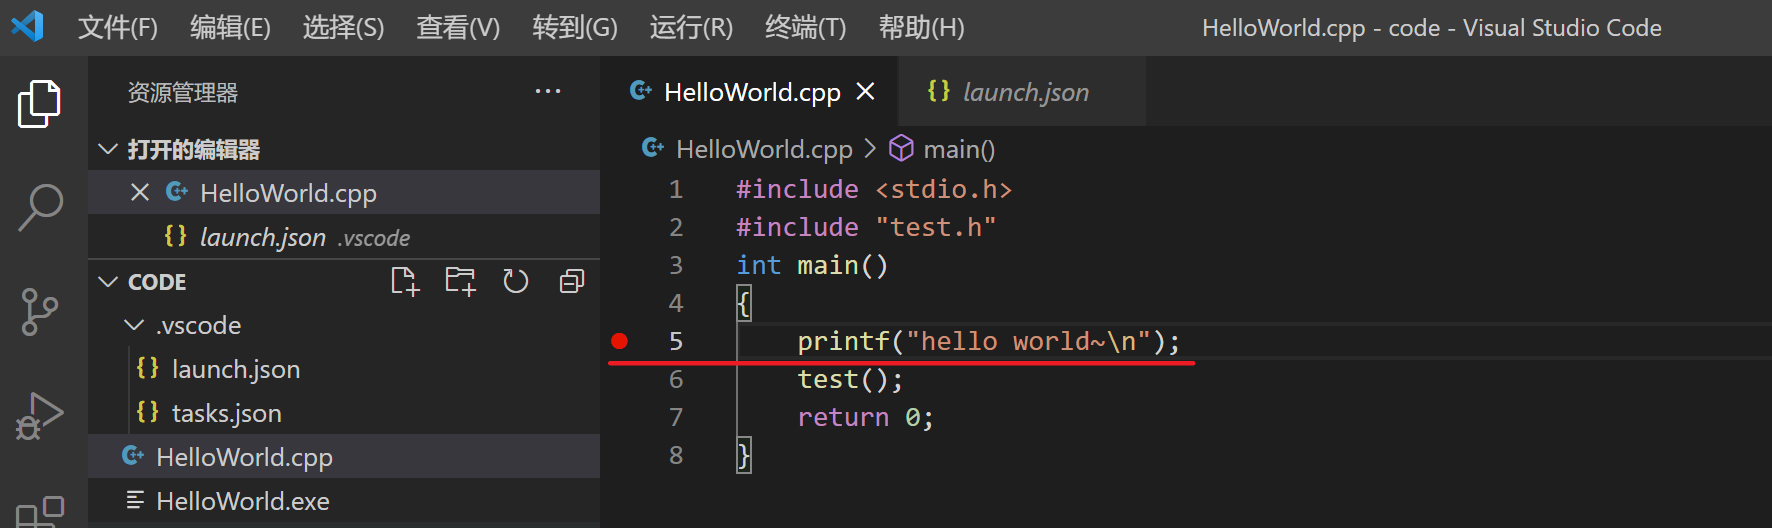 文件(F) 编辑(E) 选择(S) 查看(V) 转到(G) 运行(R) 终端(T) 帮助(H) HelloWorld.cpp - code - Visual Studio Code
资源管理器 ···
打开的编辑器
HelloWorld.cpp
launch.json .vscode
CODE
.vscode
launch.json
tasks.json
HelloWorld.cpp
HelloWorld.exe
HelloWorld.cpp launch.json
HelloWorld.cpp > main()
1 #include <stdio.h>
2 #include "test.h"
3 int main()
4 {
5 printf("hello world~\n");
6 test();
7 return 0;
8 }